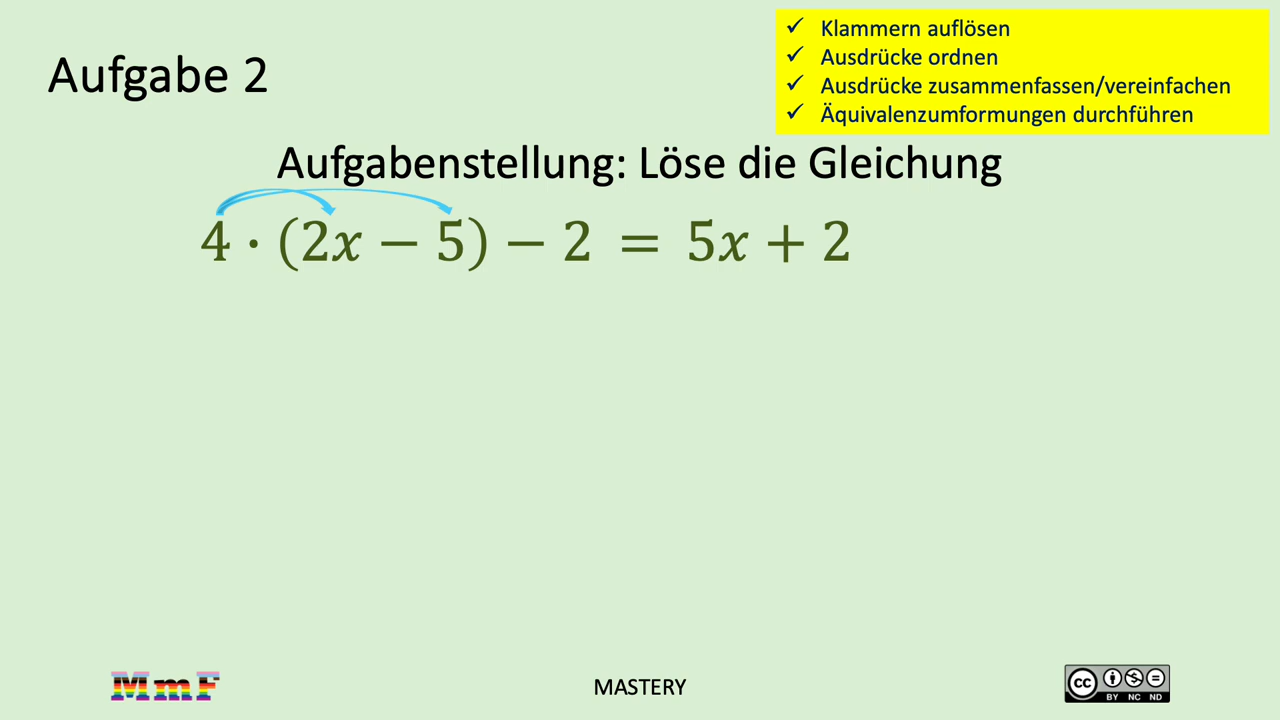 ✓ Klammern auflösen
✓ Ausdrücke ordnen
✓ Ausdrücke zusammenfassen/vereinfachen
✓ Äquivalenzumformungen durchführen
Aufgabe 2
Aufgabenstellung: Löse die Gleichung
4 · (2x − 5) − 2 = 5x + 2
MmF
MASTERY
cc
BY NC ND